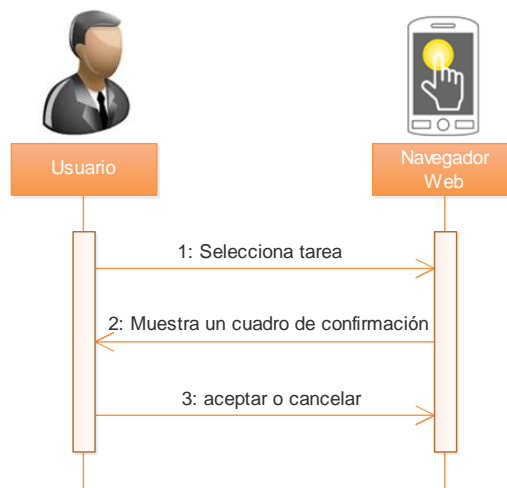 Usuario
Navegador
Web
1: Selecciona tarea
2: Muestra un cuadro de confirmación
3: aceptar o cancelar